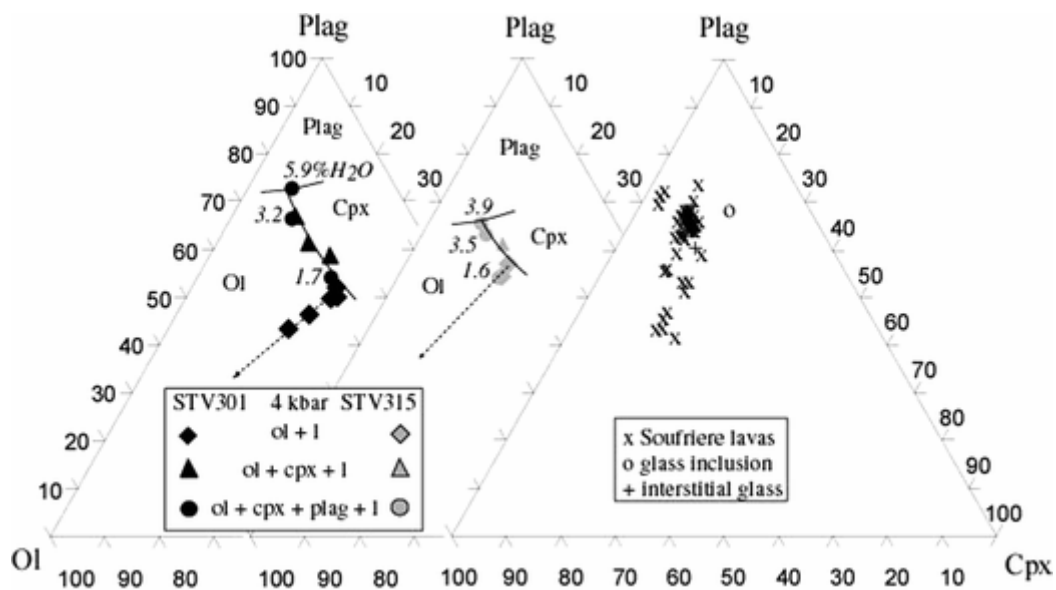 Plag Plag Plag
100
10 10 10
90
Plag
20 20 20
80
Plag
5.9%H2O
30 30 30
70
Cpx
3.2
3.9
40
60
3.5
Cpx
Ol
1.7
1.6
50
Ol
50
60
40
70
30
STV301 4 kbar STV315
ol + l
ol + cpx + l
ol + cpx + plag + l
x Soufriere lavas
o glass inclusion
+ interstitial glass
80
20
90
10
100
Ol
Cpx
100 90 80 100 90 80 100 90 80 70 60 50 40 30 20 10